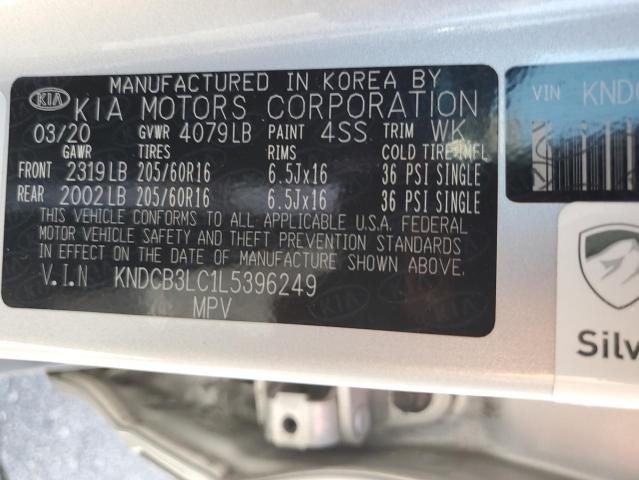 MANUFACTURED IN KOREA BY
KIA KIA MOTORS CORPORATION
03/20 GVWR 4079LB PAINT 4SS TRIM WK
GAWR TIRES RIMS COLD TIRE INFL
FRONT 2319LB 205/60R16 6.5Jx16 36 PSI SINGLE
REAR 2002LB 205/60R16 6.5Jx16 36 PSI SINGLE
THIS VEHICLE CONFORMS TO ALL APPLICABLE U.S.A. FEDERAL
MOTOR VEHICLE SAFETY AND THEFT PREVENTION STANDARDS
IN EFFECT ON THE DATE OF MANUFACTURE SHOWN ABOVE.
V.I.N KNDCB3LC1L5396249
MPV
VIN KND
Silv